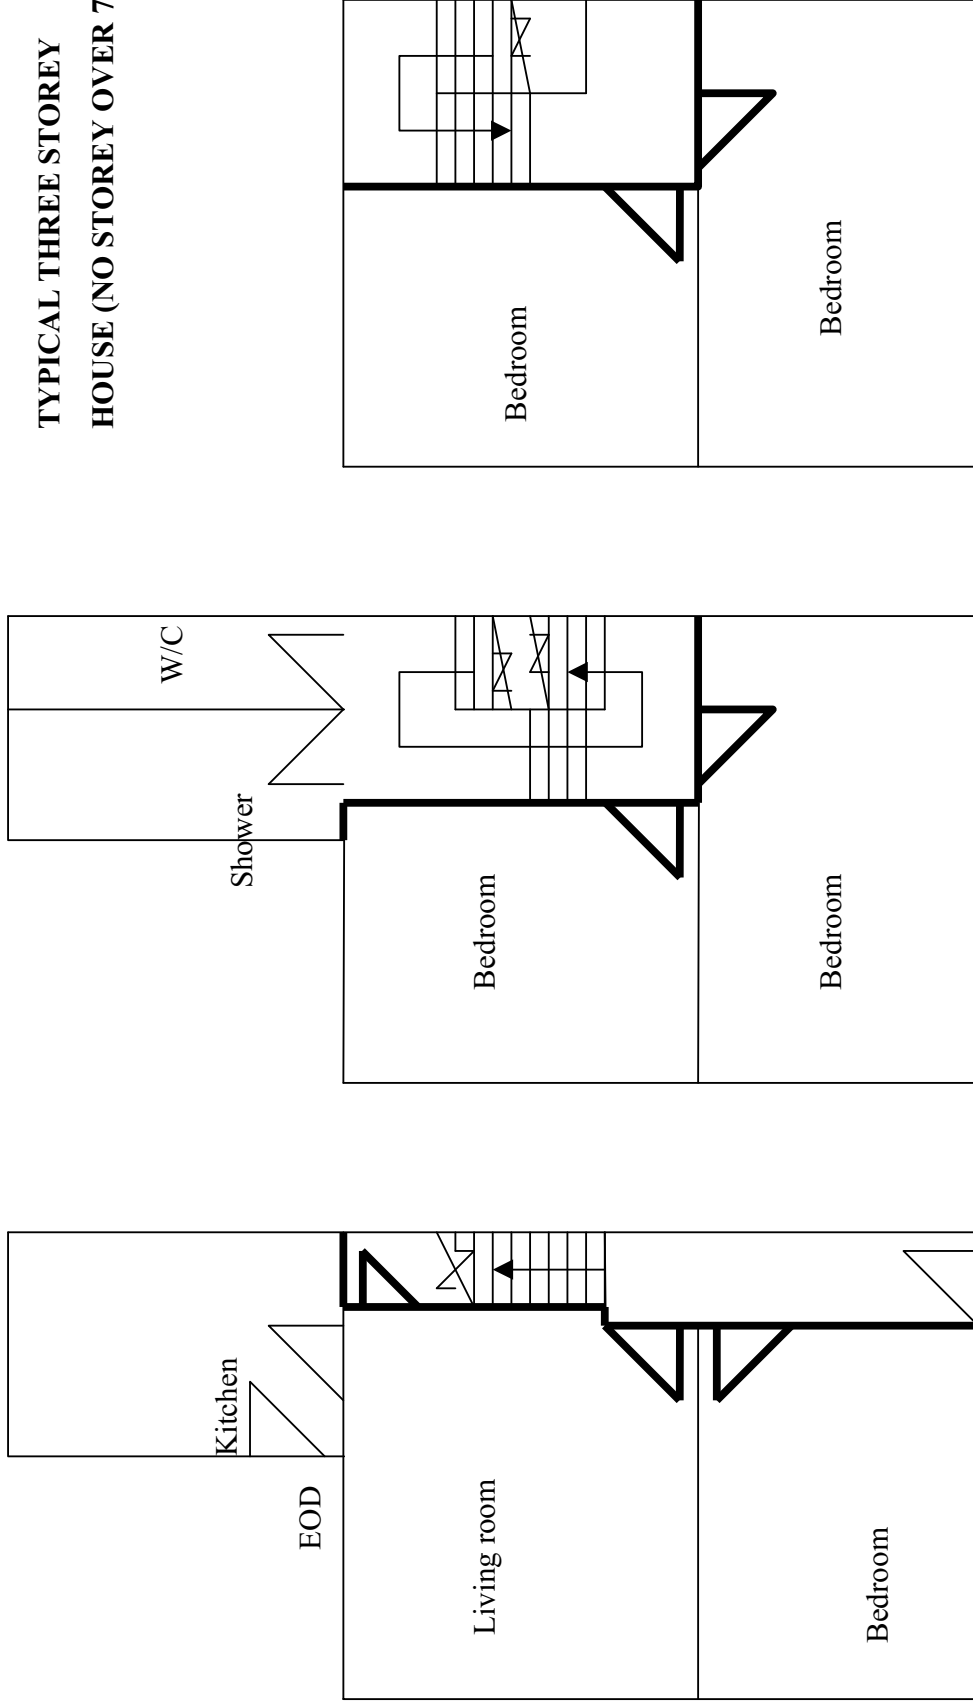 TYPICAL THREE STOREY
HOUSE (NO STOREY OVER 7
Kitchen
EOD
Living room
Bedroom
W/C
Shower
Bedroom
Bedroom
Bedroom
Bedroom